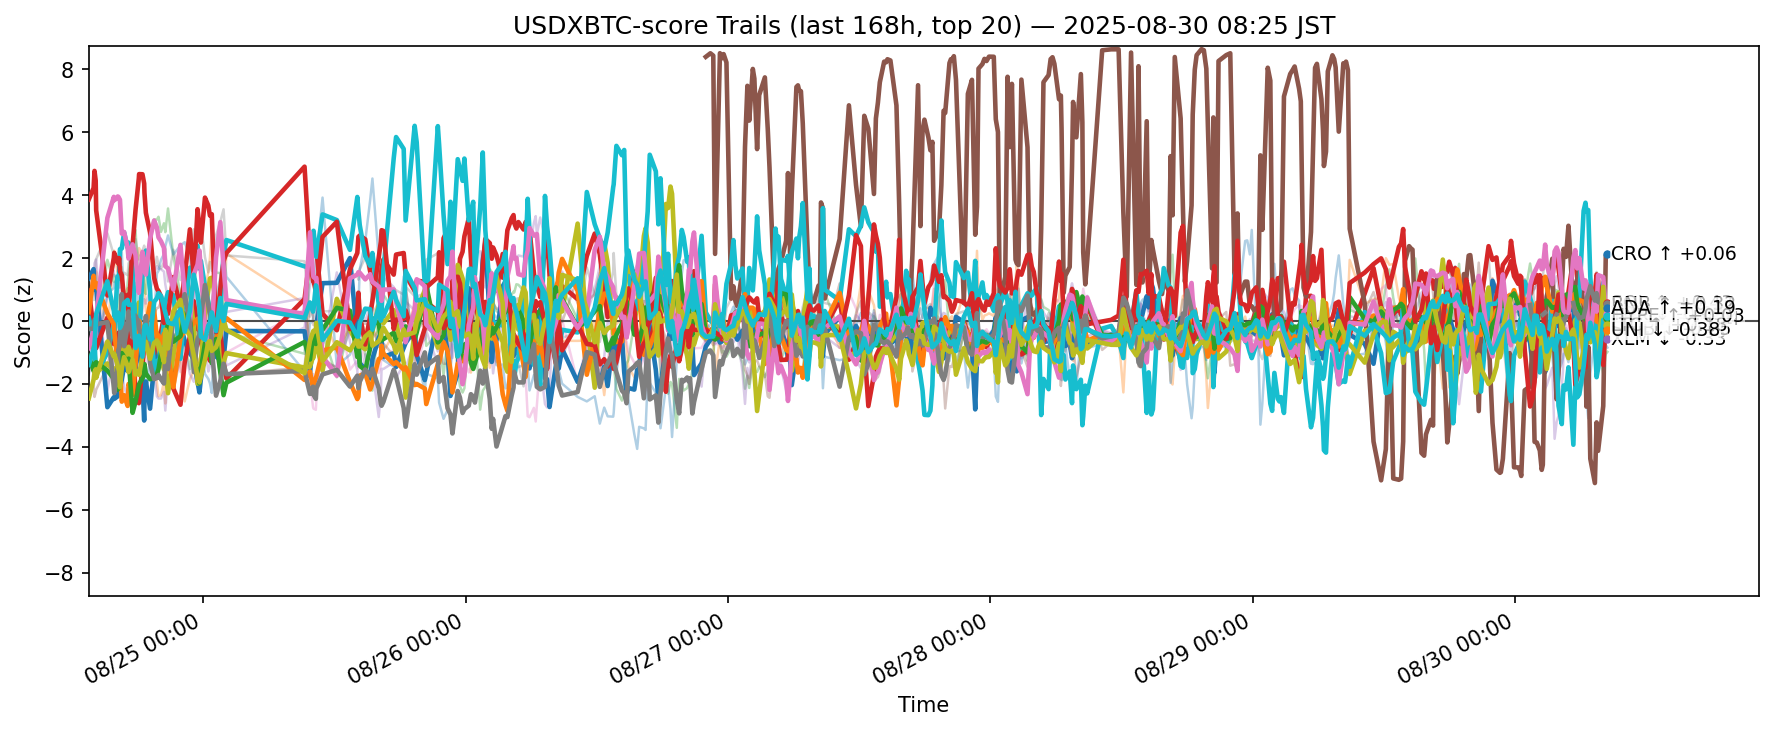 USDXBTC-score Trails (last 168h, top 20) — 2025-08-30 08:25 JST
Score (z)
8
6
4
2
0
−2
−4
−6
−8
CRO ↑ +0.06
ADA ↑ +0.19
UNI ↓ -0.38
XLM ↓ -0.33
08/25 00:00
08/26 00:00
08/27 00:00
08/28 00:00
08/29 00:00
08/30 00:00
Time